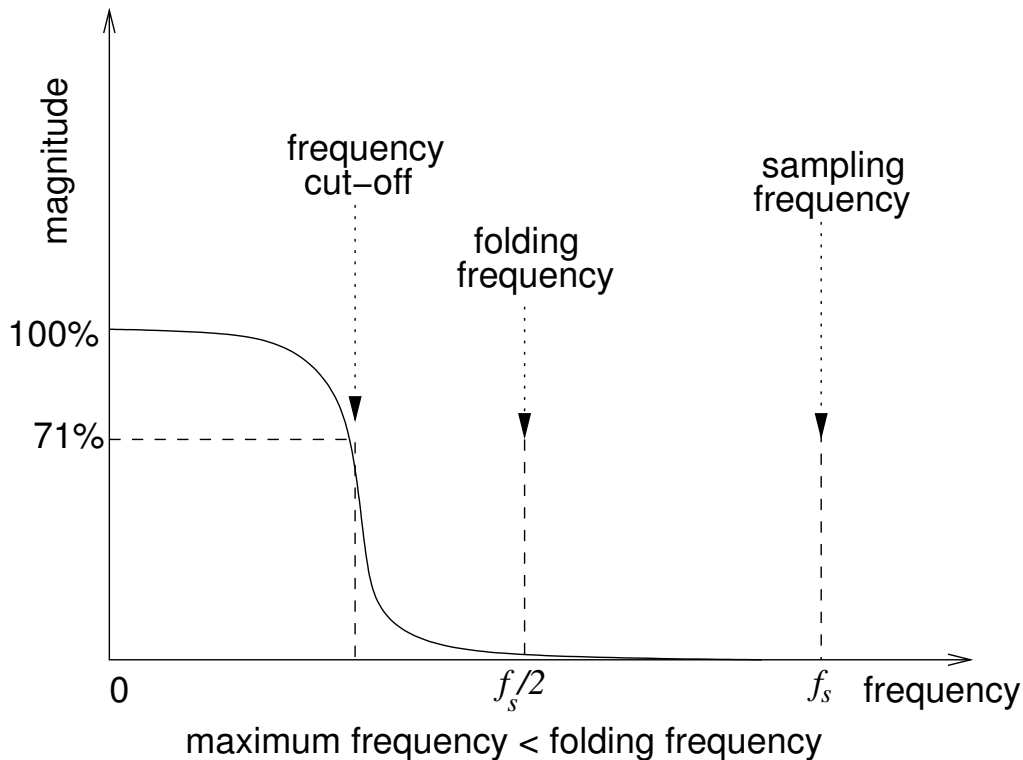 magnitude
frequency
cut−off
sampling
frequency
folding
frequency
100%
71%
0
fs/2
fs
frequency
maximum frequency < folding frequency